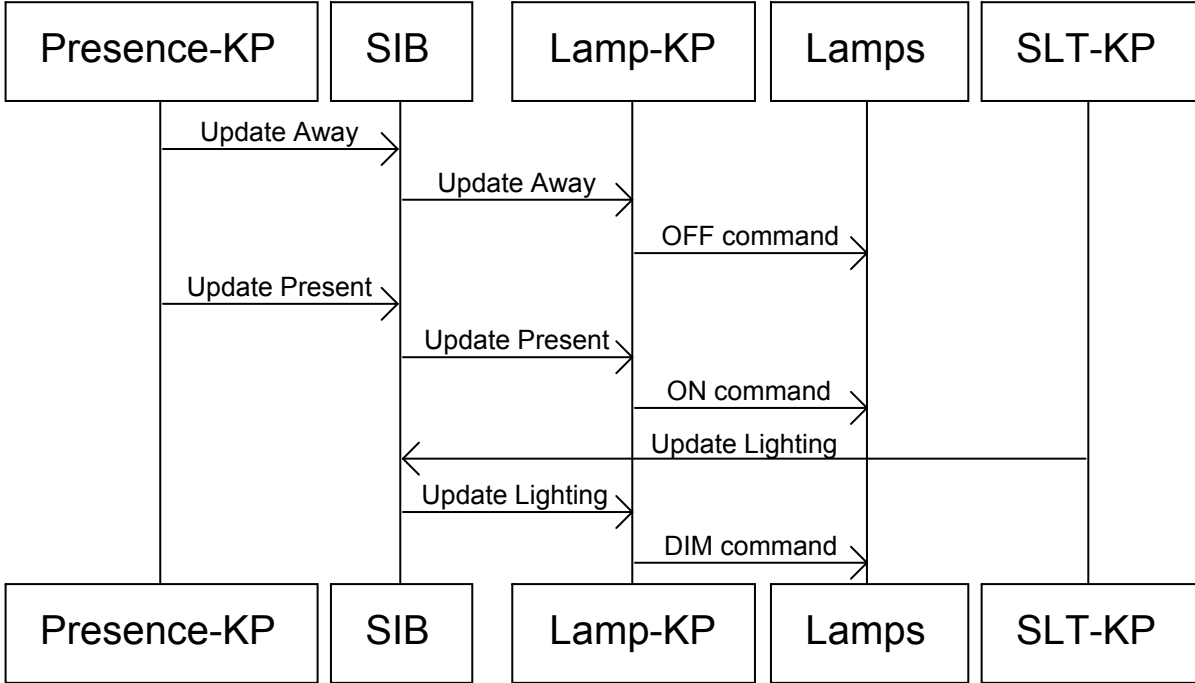 Presence-KP
SIB
Lamp-KP
Lamps
SLT-KP
Update Away
Update Away
OFF command
Update Present
Update Present
ON command
Update Lighting
Update Lighting
DIM command
Presence-KP
SIB
Lamp-KP
Lamps
SLT-KP